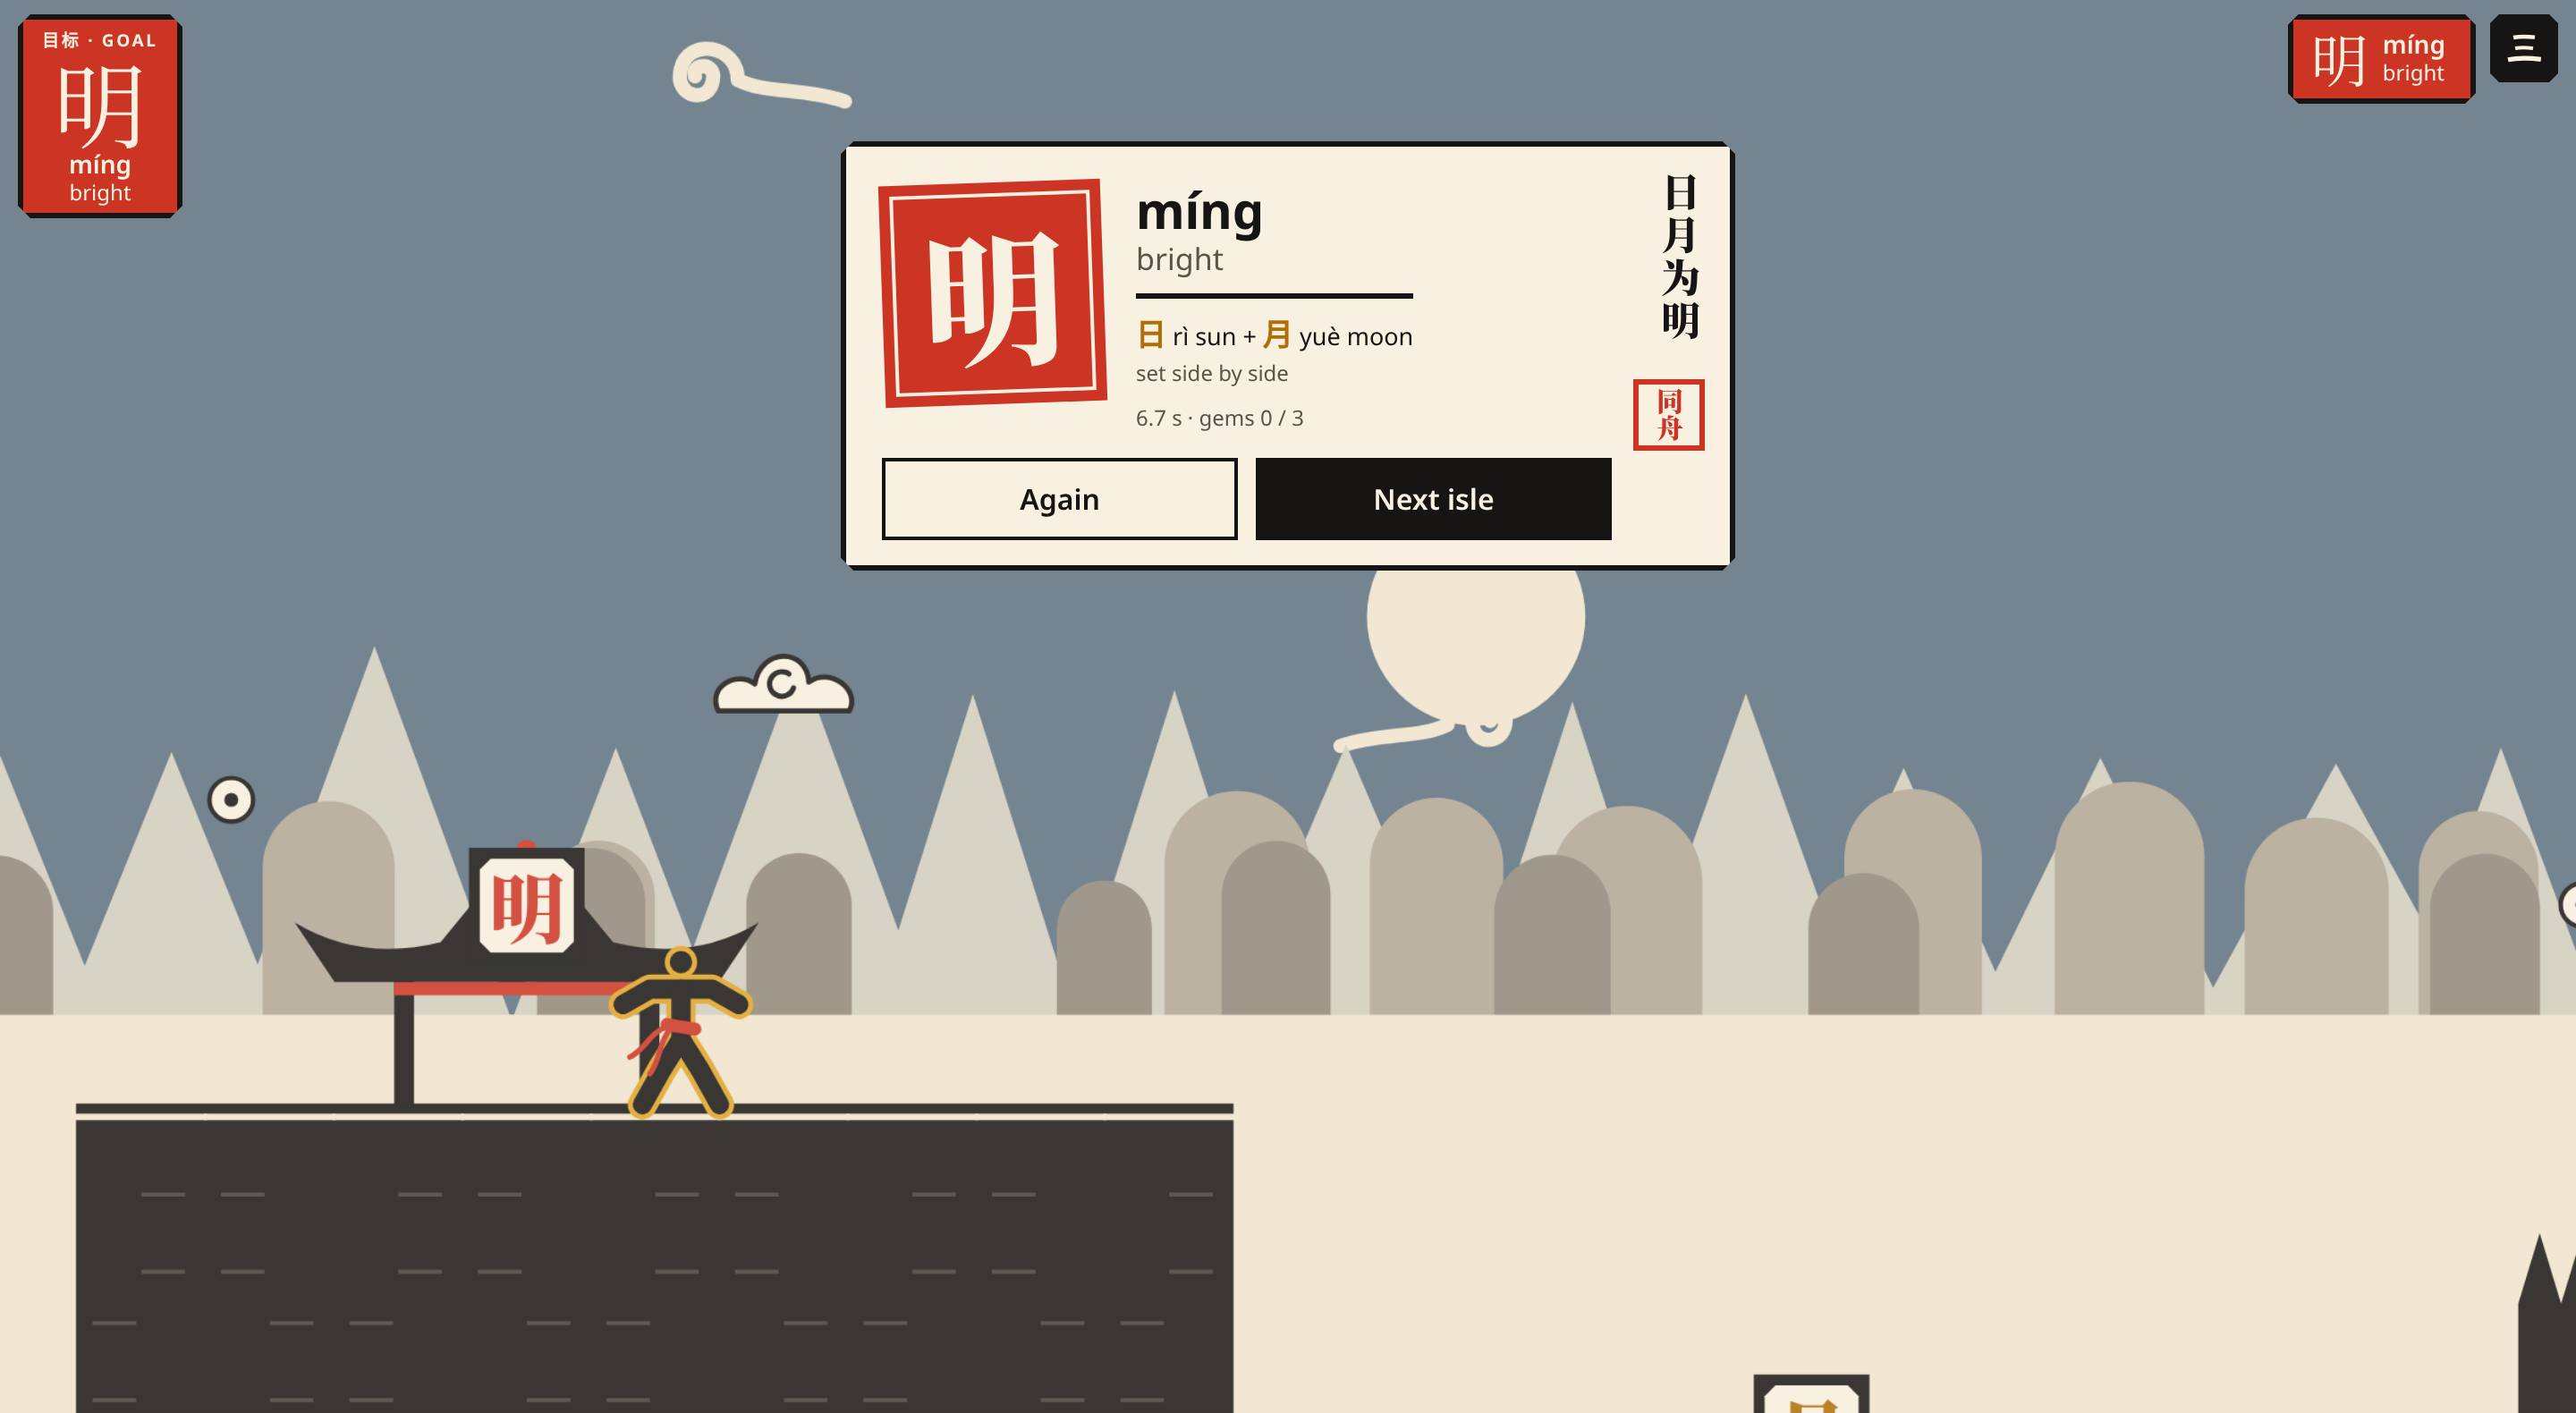 目标 · GOAL
明
míng
bright
明
míng
bright
三
明
míng
bright
日 rì sun + 月 yuè moon
set side by side
6.7 s · gems 0 / 3
日月为明
同舟
Again
Next isle
明